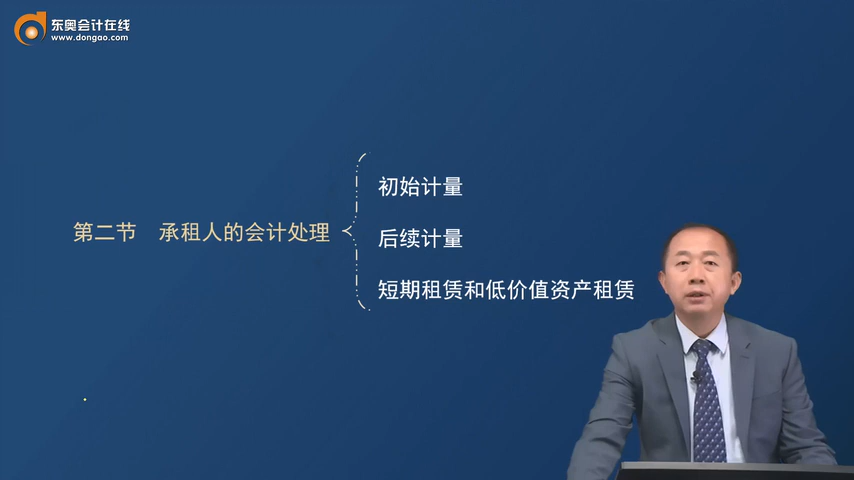 东奥会计在线
www.dongao.com
初始计量
第二节 承租人的会计处理
后续计量
短期租赁和低价值资产租赁